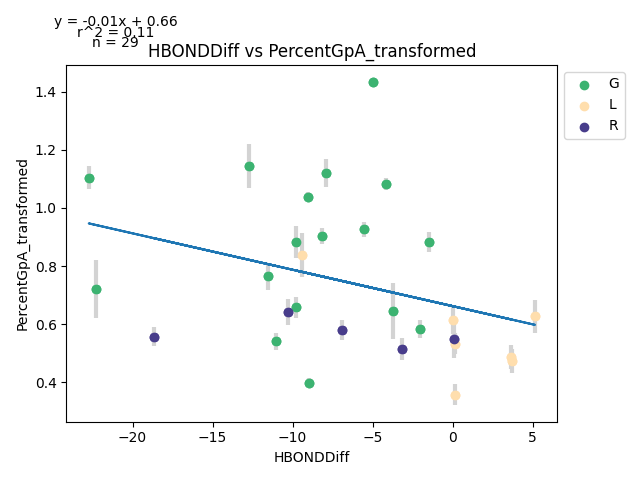 y = -0.01x + 0.66
r^2 = 0.11
n = 29
HBONDDiff vs PercentGpA_transformed
G
L
R
PercentGpA_transformed
1.4
1.2
1.0
0.8
0.6
0.4
−20
−15
−10
−5
0
5
HBONDDiff